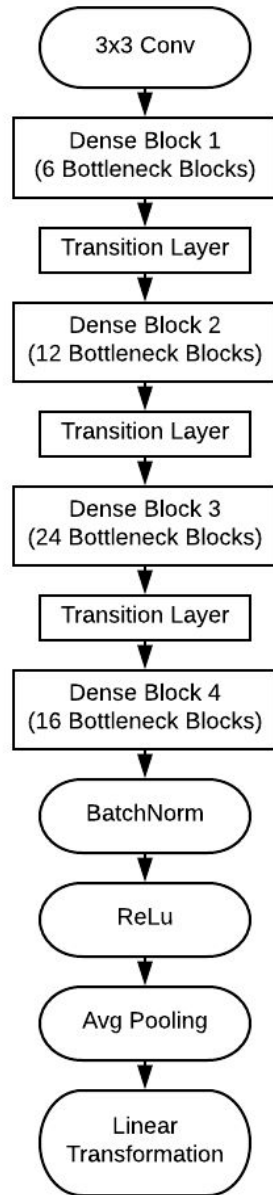 3x3 Conv
Dense Block 1
(6 Bottleneck Blocks)
Transition Layer
Dense Block 2
(12 Bottleneck Blocks)
Transition Layer
Dense Block 3
(24 Bottleneck Blocks)
Transition Layer
Dense Block 4
(16 Bottleneck Blocks)
BatchNorm
ReLu
Avg Pooling
Linear
Transformation